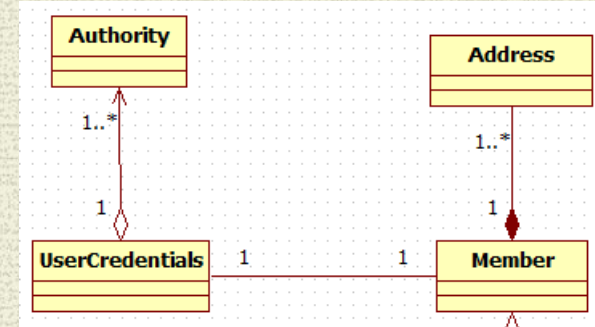 Authority
Address
1..*
1..*
1
1
UserCredentials
1
1
Member